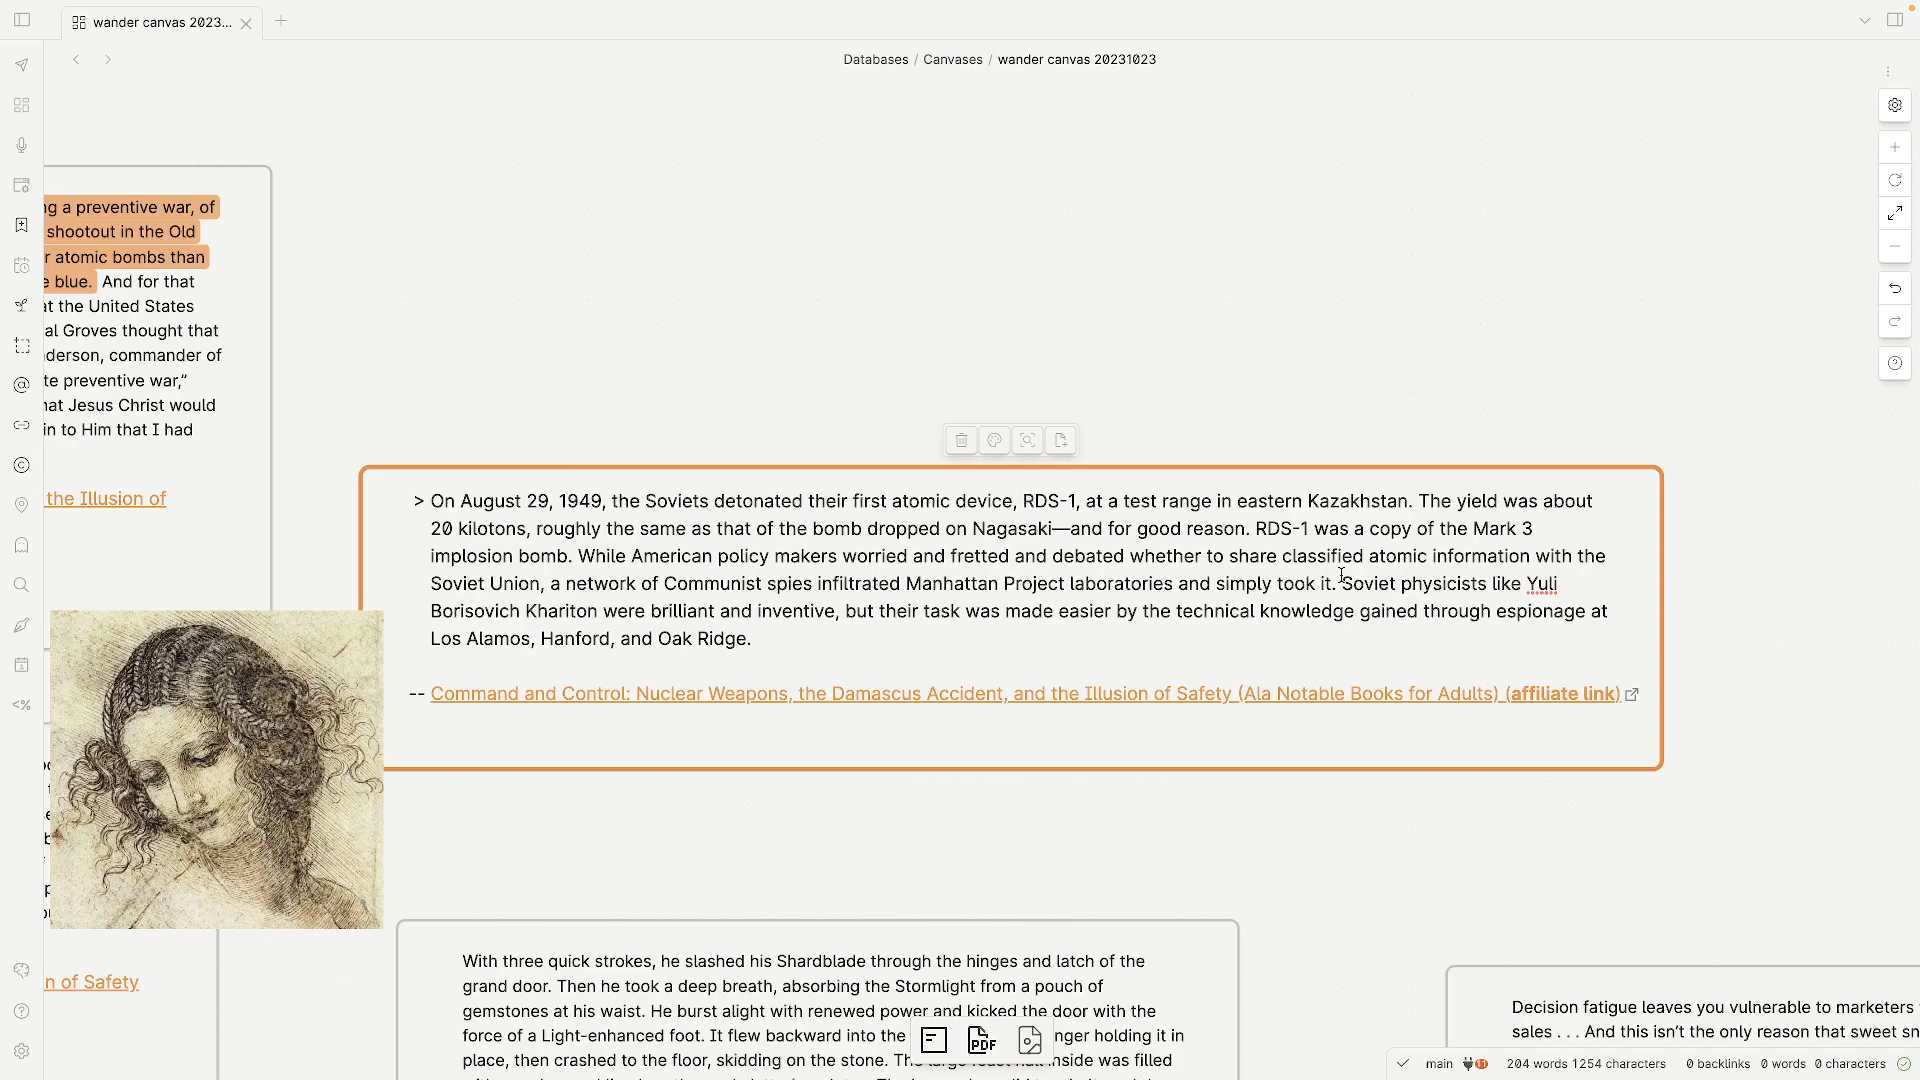 wander canvas 2023...
Databases / Canvases / wander canvas 20231023
ng a preventive war, of
shootout in the Old
r atomic bombs than
e blue. And for that
at the United States
al Groves thought that
derson, commander of
te preventive war,”
hat Jesus Christ would
in to Him that I had
the Illusion of
n of Safety
> On August 29, 1949, the Soviets detonated their first atomic device, RDS-1, at a test range in eastern Kazakhstan. The yield was about
20 kilotons, roughly the same as that of the bomb dropped on Nagasaki—and for good reason. RDS-1 was a copy of the Mark 3
implosion bomb. While American policy makers worried and fretted and debated whether to share classified atomic information with the
Soviet Union, a network of Communist spies infiltrated Manhattan Project laboratories and simply took it. Soviet physicists like Yuli
Borisovich Khariton were brilliant and inventive, but their task was made easier by the technical knowledge gained through espionage at
Los Alamos, Hanford, and Oak Ridge.
-- Command and Control: Nuclear Weapons, the Damascus Accident, and the Illusion of Safety (Ala Notable Books for Adults) (affiliate link)
With three quick strokes, he slashed his Shardblade through the hinges and latch of the
grand door. Then he took a deep breath, absorbing the Stormlight from a pouch of
gemstones at his waist. He burst alight with renewed power and kicked the door with the
force of a Light-enhanced foot. It flew backward into the nger holding it in
place, then crashed to the floor, skidding on the stone. The large feast hall inside was filled
Decision fatigue leaves you vulnerable to marketers
sales . . . And this isn’t the only reason that sweet sn
PDF
main 204 words 1254 characters 0 backlinks 0 words 0 characters